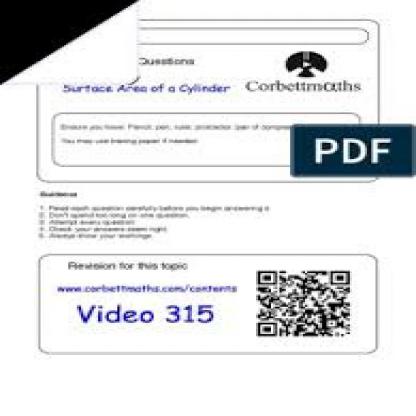 Questions
Surface Area of a Cylinder
Corbettmαths
Ensure you have: Pencil, pen, ruler, protractor, pair of
You may use tracing paper if needed
PDF
Guidance
1. Read each question carefully before you begin answering it.
2. Don't spend too long on one question.
3. Attempt every question
4. Check your answers seem right.
5. Always show your workings.
Revision for this topic
www.corbettmaths.com/contents
Video 315